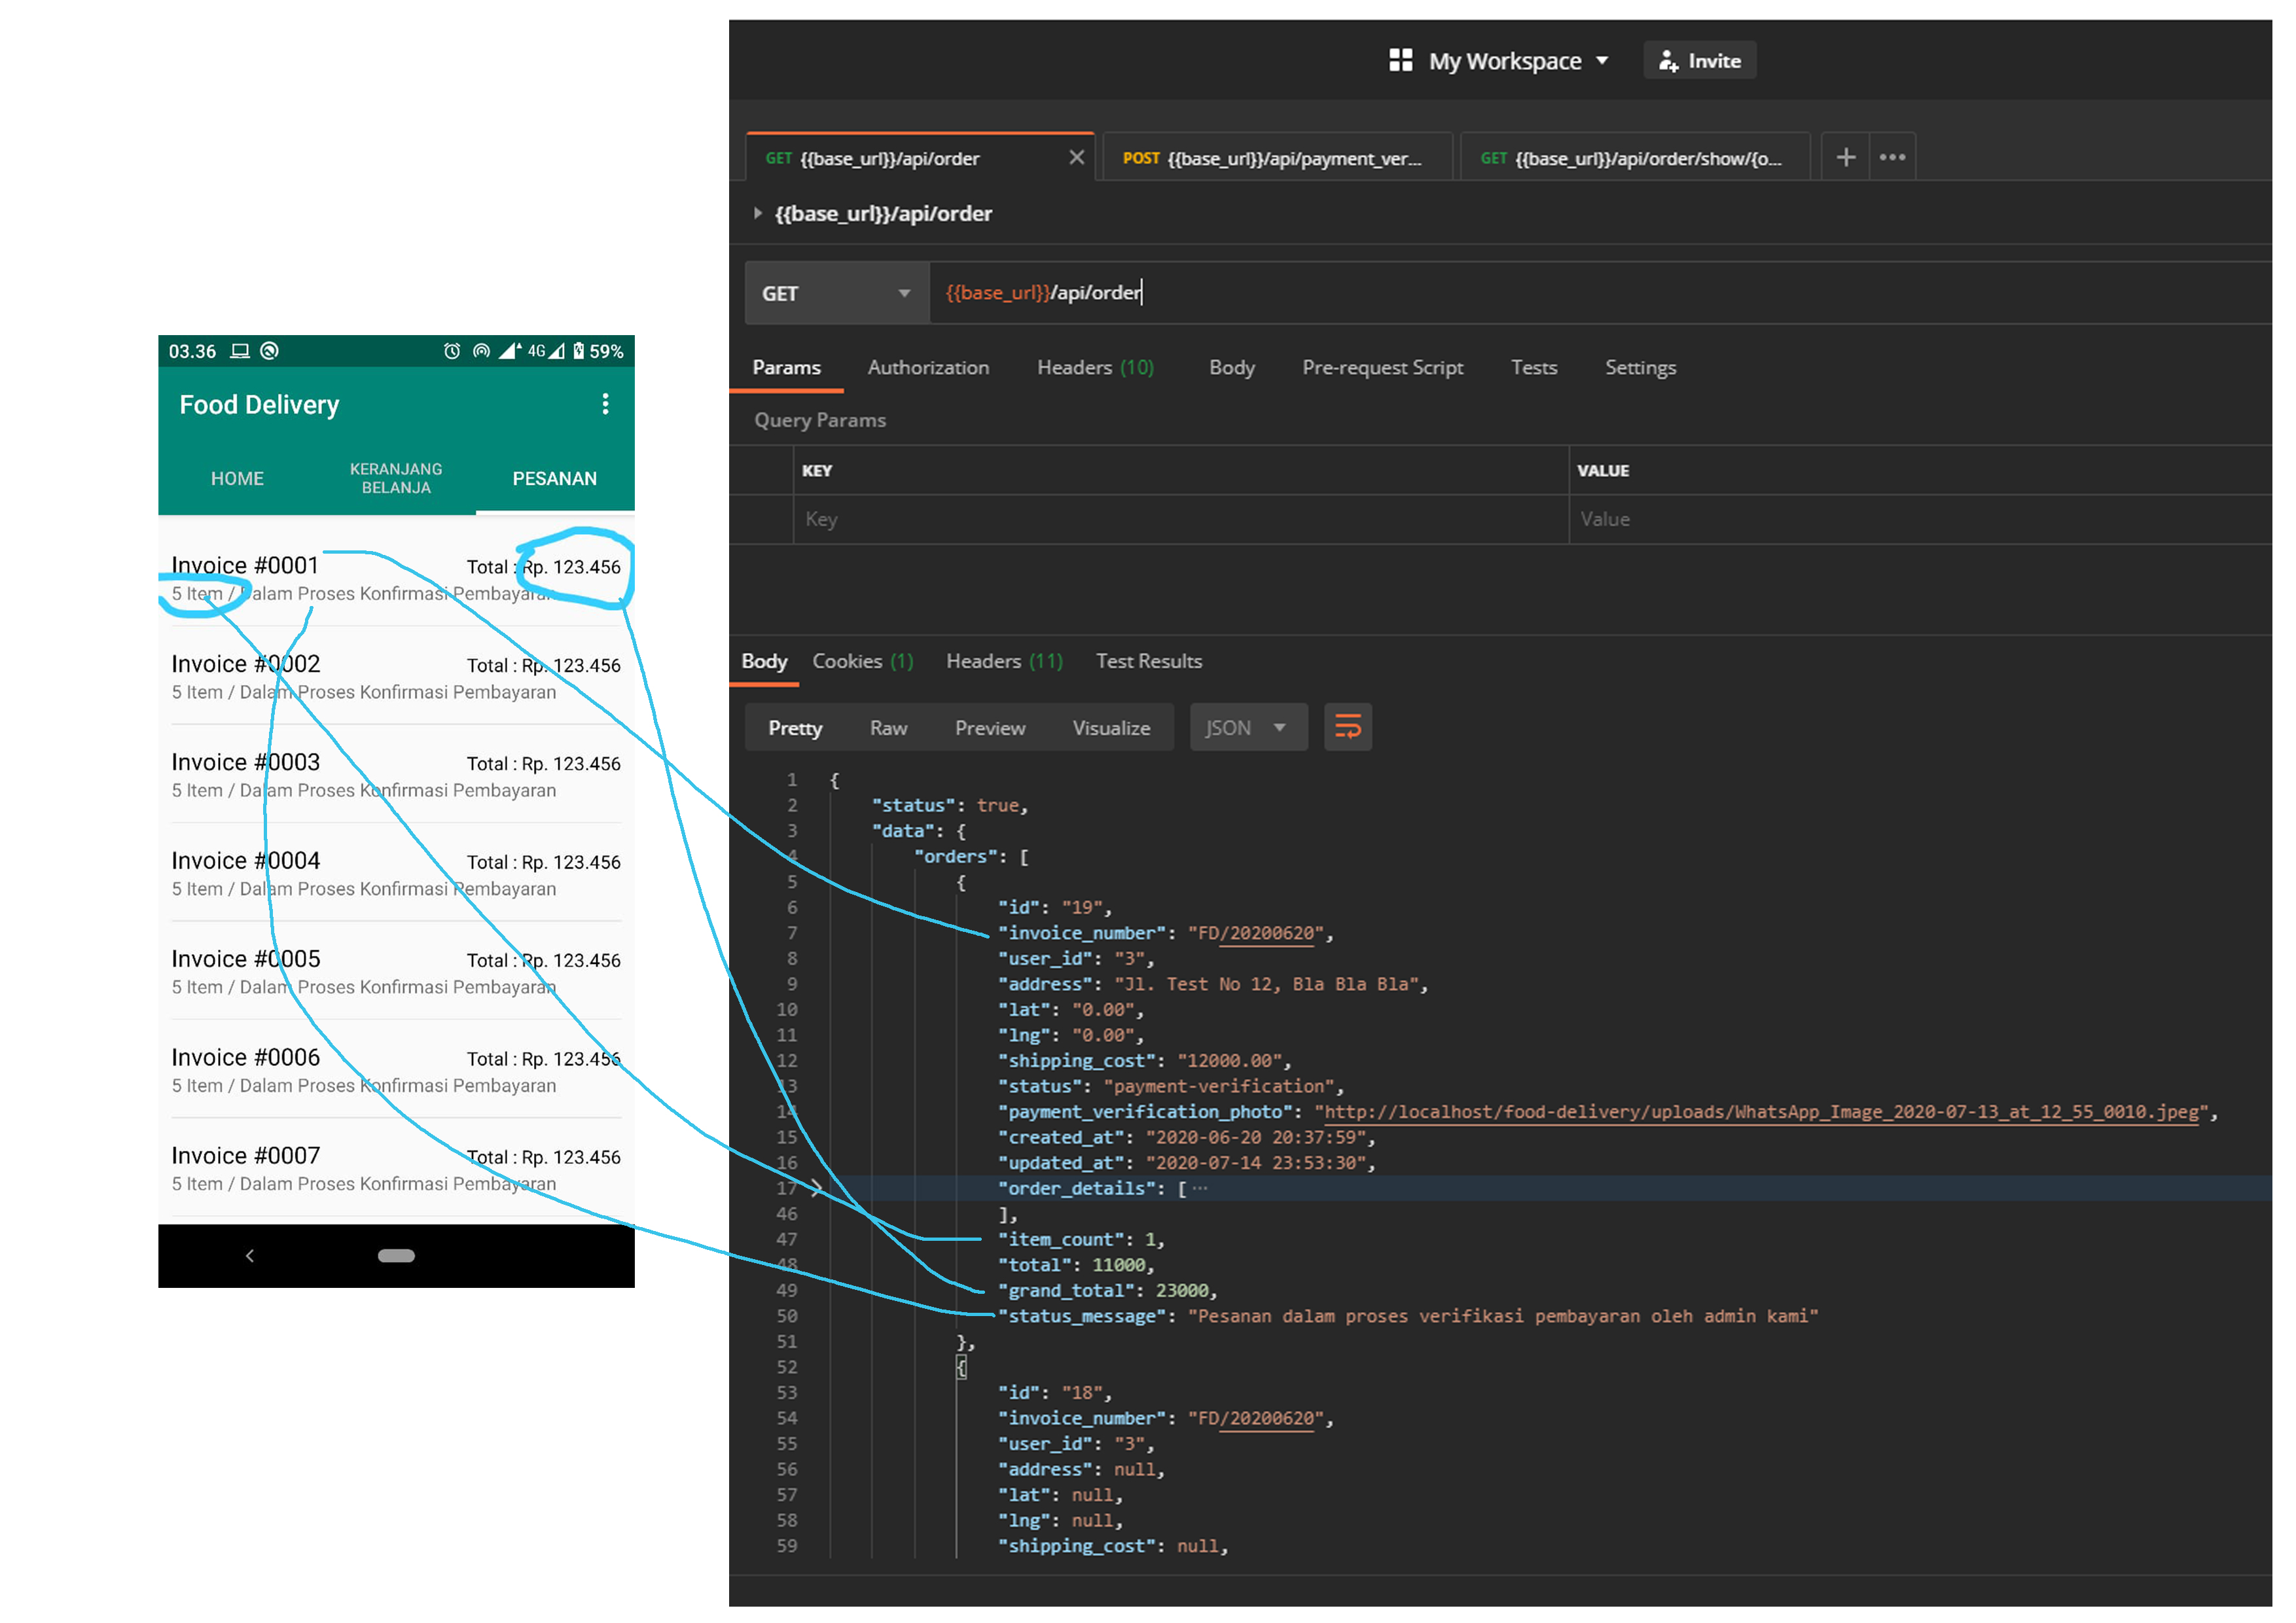 My Workspace
Invite
GET {{base_url}}/api/order
POST {{base_url}}/api/payment_ver...
GET {{base_url}}/api/order/show/{o...
{{base_url}}/api/order
GET
{{base_url}}/api/order
Params Authorization Headers (10) Body Pre-request Script Tests Settings
Query Params
KEY VALUE
Key Value
Body Cookies (1) Headers (11) Test Results
Pretty Raw Preview Visualize JSON
1 {
2 "status": true,
3 "data": {
4 "orders": [
5 {
6 "id": "19",
7 "invoice_number": "FD/20200620",
8 "user_id": "3",
9 "address": "Jl. Test No 12, Bla Bla Bla",
10 "lat": "0.00",
11 "lng": "0.00",
12 "shipping_cost": "12000.00",
13 "status": "payment-verification",
14 "payment_verification_photo": "http://localhost/food-delivery/uploads/WhatsApp_Image_2020-07-13_at_12_55_0010.jpeg",
15 "created_at": "2020-06-20 20:37:59",
16 "updated_at": "2020-07-14 23:53:30",
17 "order_details": [ ...
46 ],
47 "item_count": 1,
48 "total": 11000,
49 "grand_total": 23000,
50 "status_message": "Pesanan dalam proses verifikasi pembayaran oleh admin kami"
51 },
52 {
53 "id": "18",
54 "invoice_number": "FD/20200620",
55 "user_id": "3",
56 "address": null,
57 "lat": null,
58 "lng": null,
59 "shipping_cost": null,
03.36 4G 59%
Food Delivery
HOME
KERANJANG
BELANJA
PESANAN
Invoice #0001 Total : Rp. 123.456
5 Item / Dalam Proses Konfirmasi Pembayaran
Invoice #0002 Total : Rp. 123.456
5 Item / Dalam Proses Konfirmasi Pembayaran
Invoice #0003 Total : Rp. 123.456
5 Item / Dalam Proses Konfirmasi Pembayaran
Invoice #0004 Total : Rp. 123.456
5 Item / Dalam Proses Konfirmasi Pembayaran
Invoice #0005 Total : Rp. 123.456
5 Item / Dalam Proses Konfirmasi Pembayaran
Invoice #0006 Total : Rp. 123.456
5 Item / Dalam Proses Konfirmasi Pembayaran
Invoice #0007 Total : Rp. 123.456
5 Item / Dalam Proses Konfirmasi Pembayaran